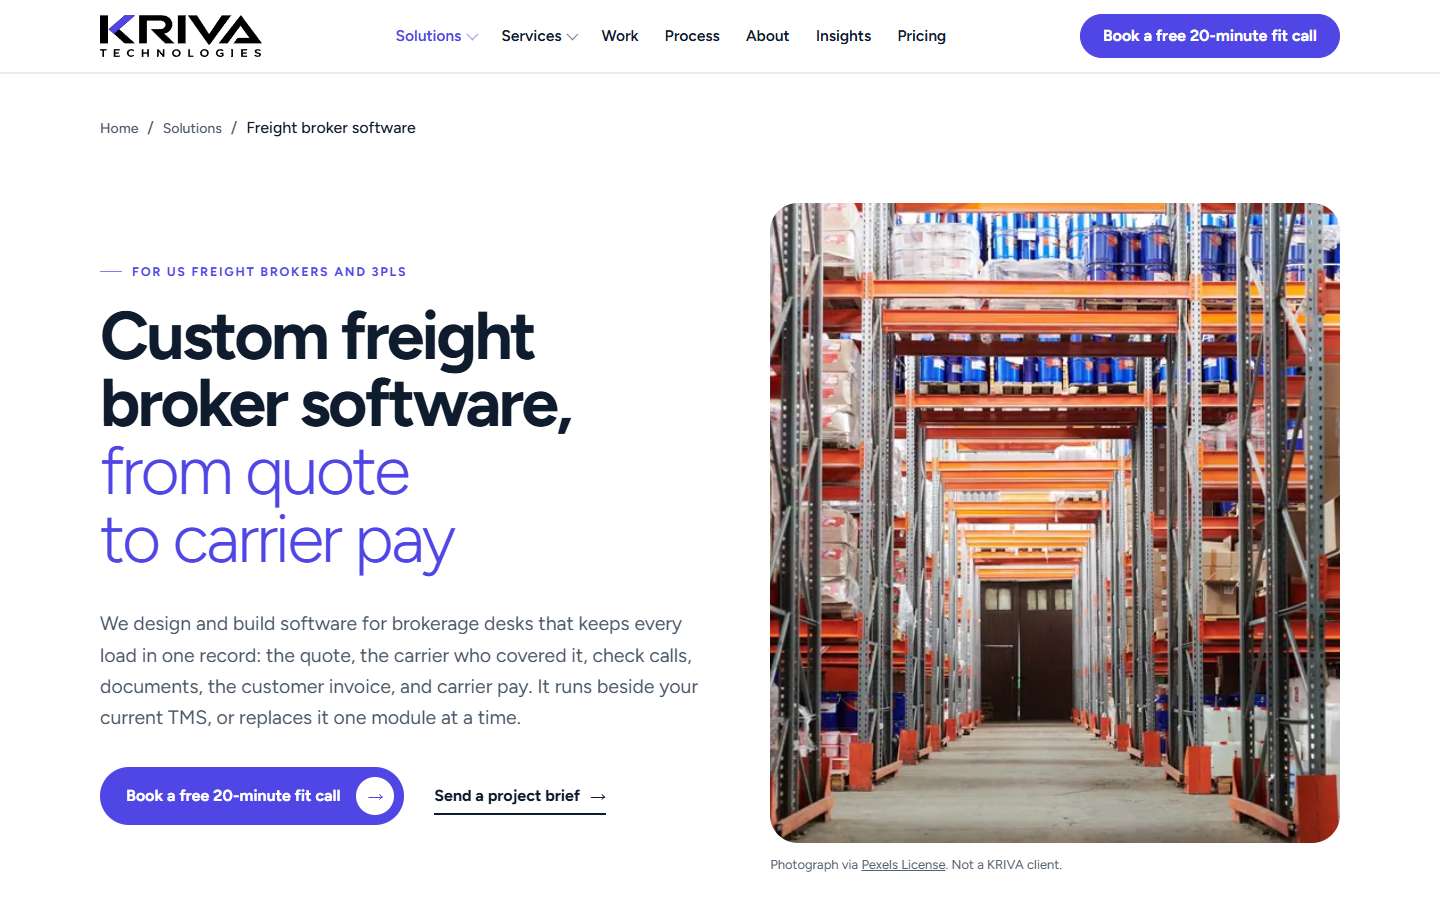 KRIVA
TECHNOLOGIES
Solutions
Services
Work
Process
About
Insights
Pricing
Book a free 20-minute fit call
Home / Solutions / Freight broker software
FOR US FREIGHT BROKERS AND 3PLS
Custom freight
broker software,
from quote
to carrier pay
We design and build software for brokerage desks that keeps every
load in one record: the quote, the carrier who covered it, check calls,
documents, the customer invoice, and carrier pay. It runs beside your
current TMS, or replaces it one module at a time.
Book a free 20-minute fit call →
Send a project brief →
Photograph via Pexels License. Not a KRIVA client.